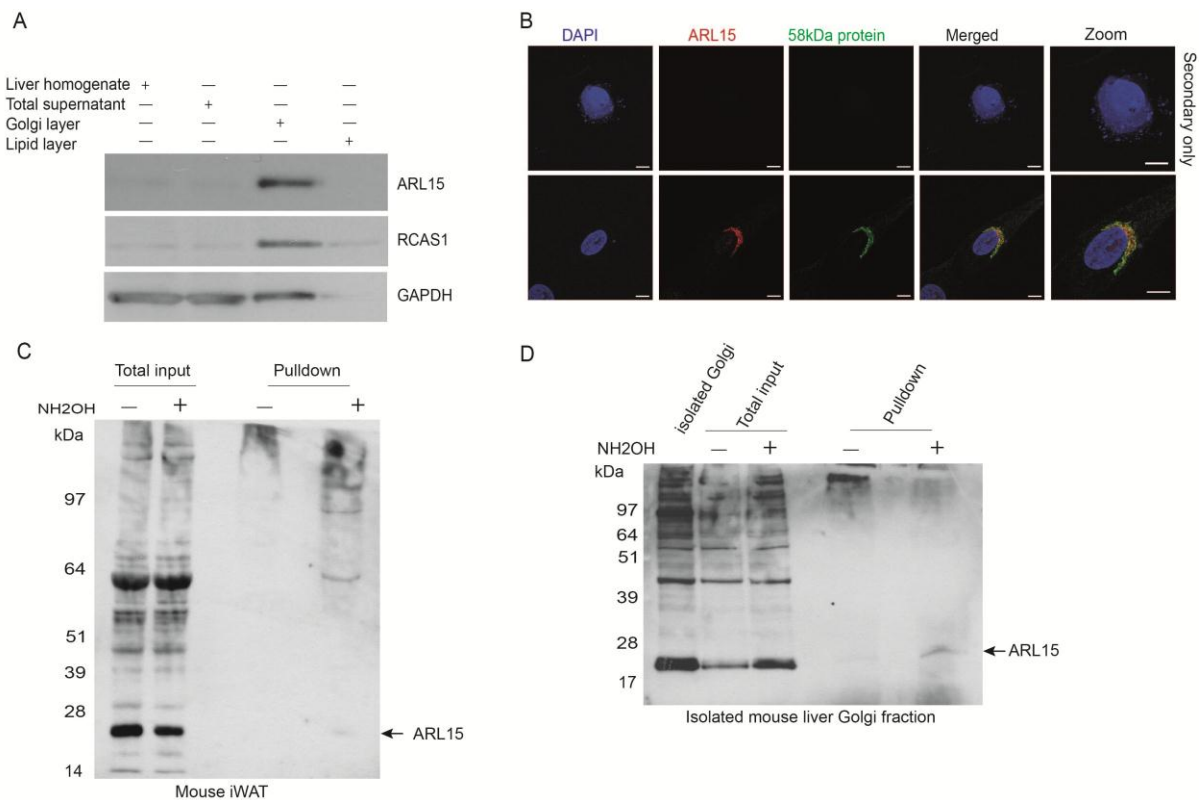 A
Liver homogenate + — — —
Total supernatant — + — —
Golgi layer — — + —
Lipid layer — — — +
ARL15
RCAS1
GAPDH
B
DAPI ARL15 58kDa protein Merged Zoom
Secondary only
C
Total input Pulldown
NH2OH — + — +
kDa
97
64
51
39
28
14
ARL15
Mouse iWAT
D
isolated Golgi Total input Pulldown
NH2OH — + — +
kDa
97
64
51
39
28
17
ARL15
Isolated mouse liver Golgi fraction